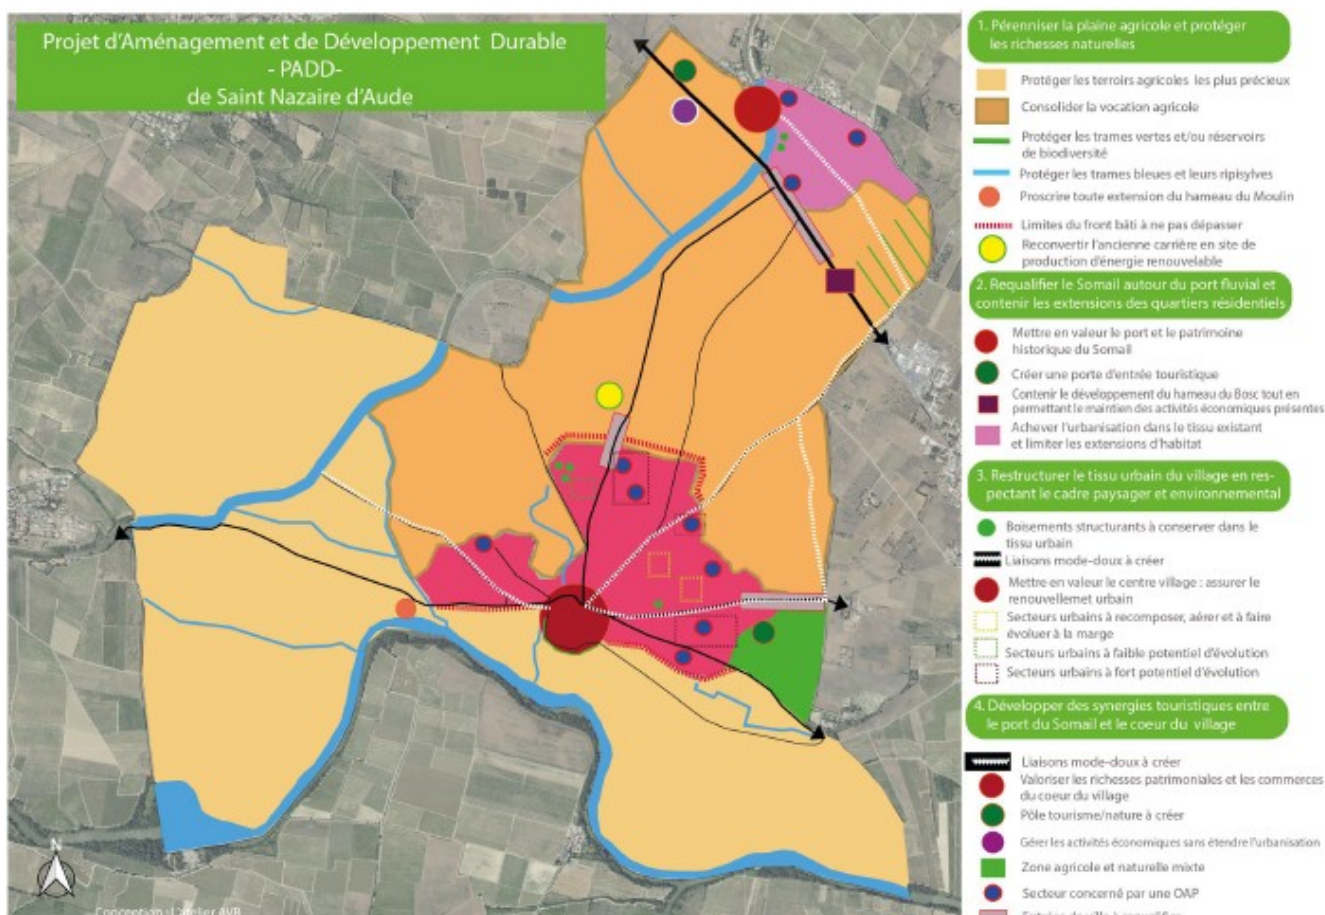 Projet d'Aménagement et de Développement Durable
- PADD-
de Saint Nazaire d'Aude
1. Pérenniser la plaine agricole et protéger
les richesses naturelles
Protéger les terroirs agricoles les plus précieux
Consolider la vocation agricole
Protéger les trames vertes et/ou réservoirs
de biodiversité
Protéger les trames bleues et leurs ripisylves
Proscrire toute extension du hameau du Moulin
Limites du front bâti à ne pas dépasser
Reconvertir l'ancienne carrière en site de
production d'énergie renouvelable
2. Requalifier le Somail autour du port fluvial et
contenir les extensions des quartiers résidentiels
Mettre en valeur le port et le patrimoine
historique du Somail
Créer une porte d'entrée touristique
Contenir le développement du hameau du Bosc tout en
permettant le maintien des activités économiques présentes
Achever l'urbanisation dans le tissu existant
et limiter les extensions d'habitat
3. Restructurer le tissu urbain du village en res-
pectant le cadre paysager et environnemental
Boisements structurants à conserver dans le
tissu urbain
Liaisons mode-doux à créer
Mettre en valeur le centre village : assurer le
renouvellemet urbain
Secteurs urbains à recomposer, aérer et à faire
évoluer à la marge
Secteurs urbains à faible potentiel d'évolution
Secteurs urbains à fort potentiel d'évolution
4. Développer des synergies touristiques entre
le port du Somail et le coeur du village
Liaisons mode-doux à créer
Valoriser les richesses patrimoniales et les commerces
du coeur du village
Pôle tourisme/nature à créer
Gérer les activités économiques sans étendre l'urbanisation
Zone agricole et naturelle mixte
Secteur concerné par une OAP
Entrées de ville à requalifier
N
Conception : L'atelier AVB